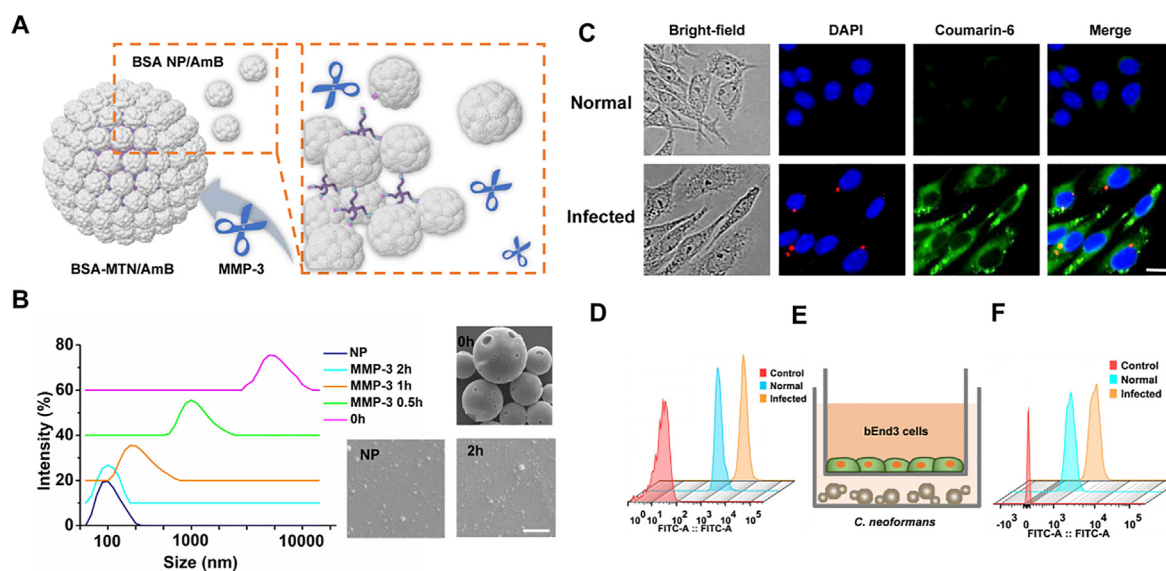 A
BSA NP/AmB
BSA-MTN/AmB
MMP-3
B
Intensity (%)
80
60
40
20
0
NP
MMP-3 2h
MMP-3 1h
MMP-3 0.5h
0h
100
1000
10000
Size (nm)
0h
NP
2h
C
Bright-field
DAPI
Coumarin-6
Merge
Normal
Infected
D
Control
Normal
Infected
10⁰ 10¹ 10² 10³ 10⁴ 10⁵
FITC-A :: FITC-A
E
bEnd3 cells
C. neoformans
F
Control
Normal
Infected
-10³ 0 10³ 10⁴ 10⁵
FITC-A :: FITC-A